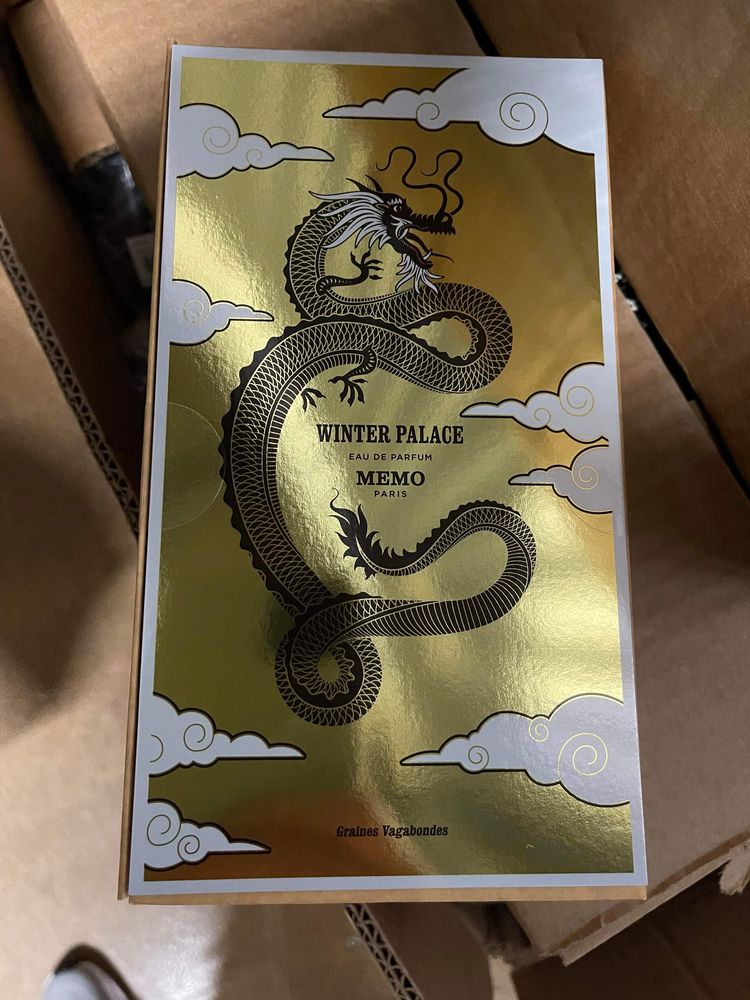 WINTER PALACE
EAU DE PARFUM
MEMO
PARIS
Graines Vagabondes